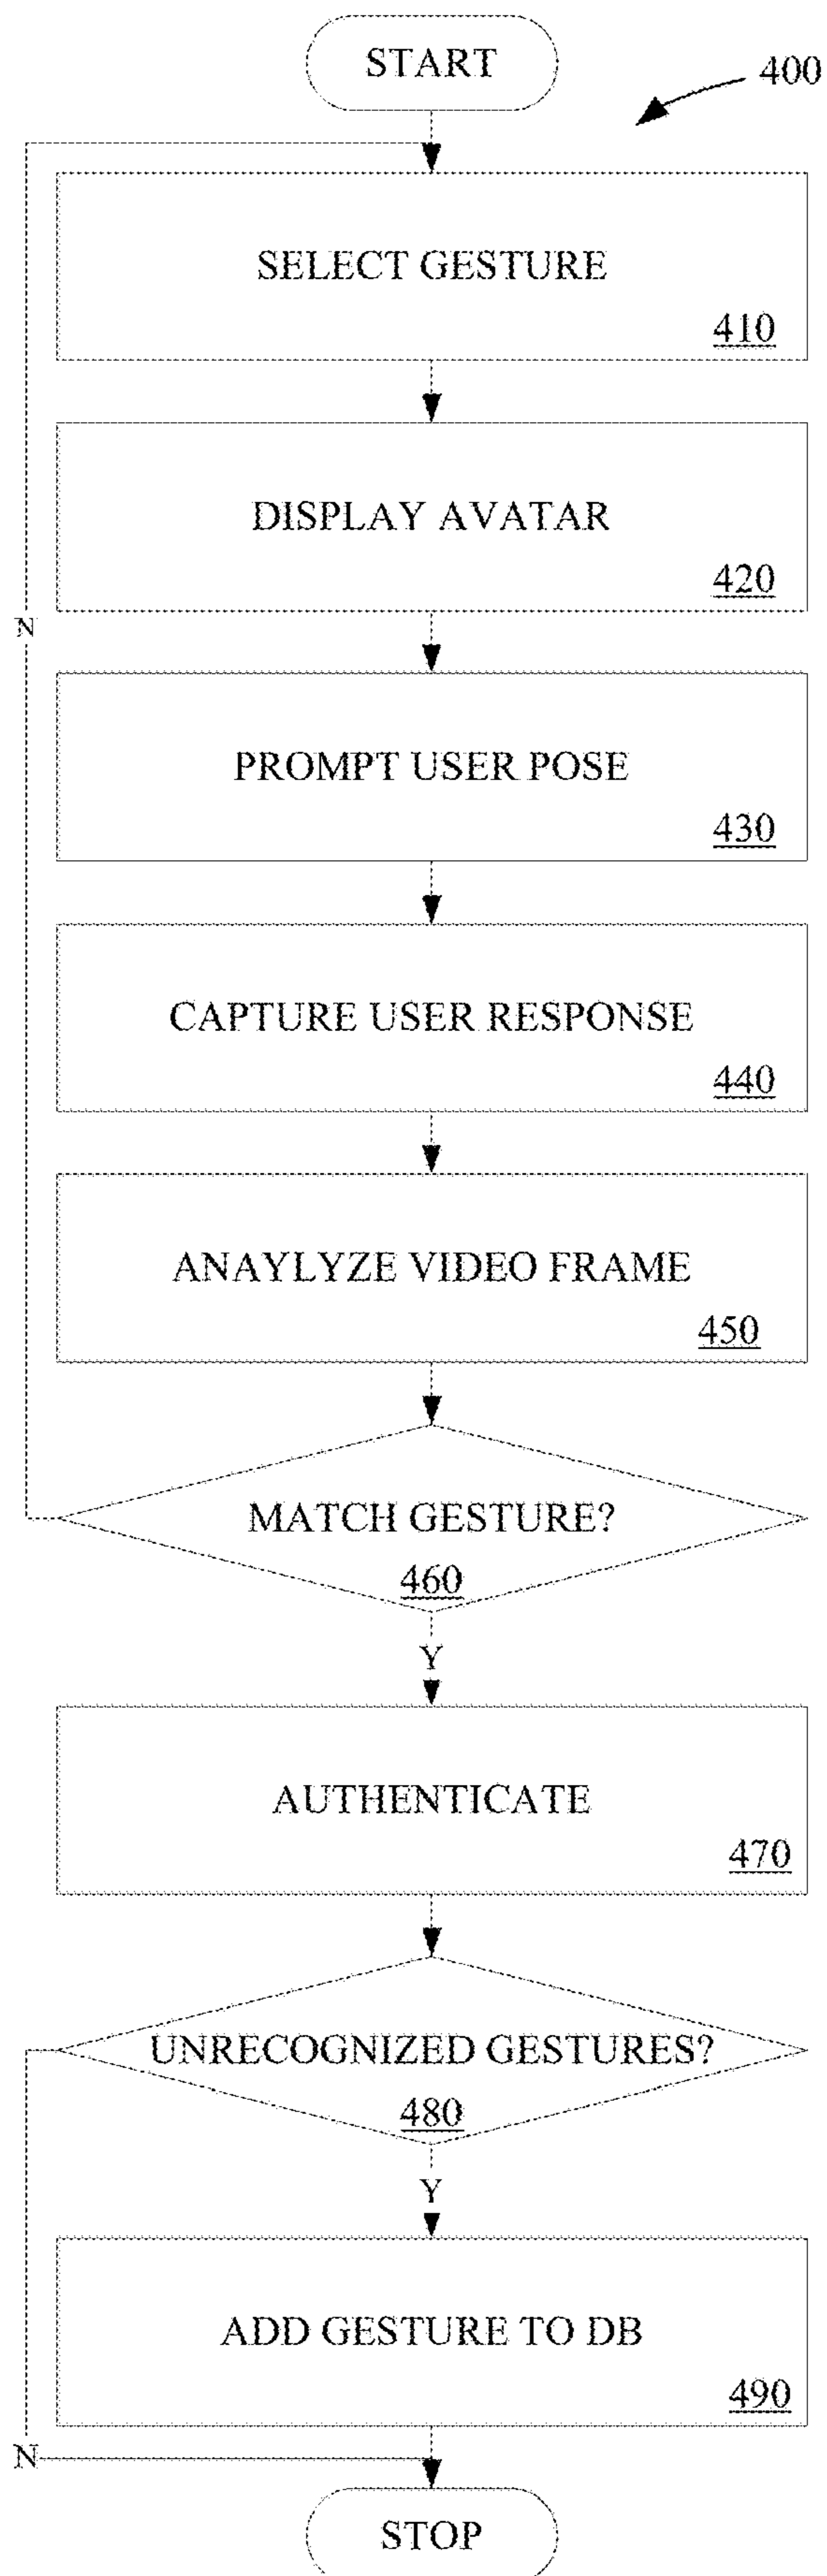 START
400
SELECT GESTURE
410
DISPLAY AVATAR
420
N
PROMPT USER POSE
430
CAPTURE USER RESPONSE
440
ANAYLYZE VIDEO FRAME
450
MATCH GESTURE?
460
Y
AUTHENTICATE
470
UNRECOGNIZED GESTURES?
480
Y
ADD GESTURE TO DB
490
N
STOP